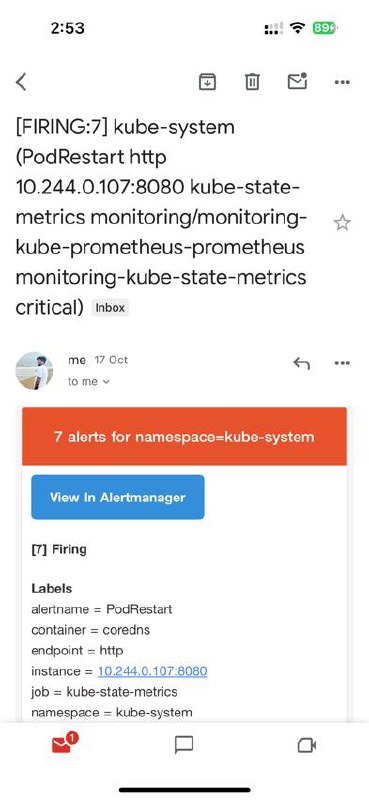 2:53
89
[FIRING:7] kube-system
(PodRestart http
10.244.0.107:8080 kube-state-
metrics monitoring/monitoring-
kube-prometheus-prometheus
monitoring-kube-state-metrics
critical) Inbox
me 17 Oct
to me
7 alerts for namespace=kube-system
View In Alertmanager
[7] Firing
Labels
alertname = PodRestart
container = coredns
endpoint = http
instance = 10.244.0.107:8080
job = kube-state-metrics
namespace = kube-system
1